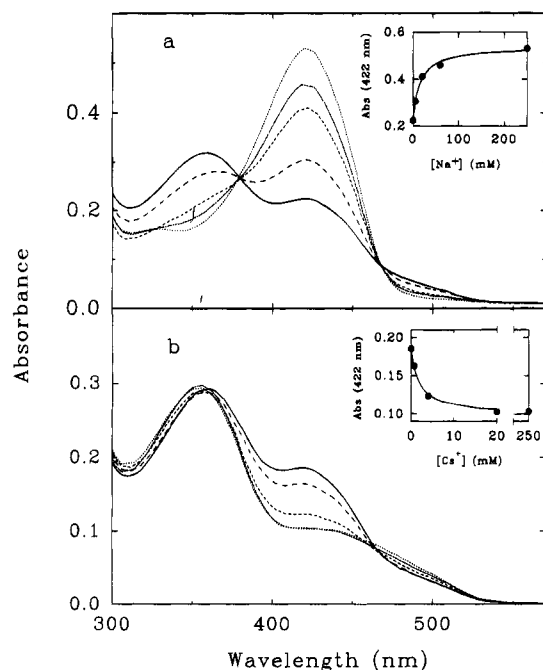 a
0.6
0.4
0.2
Abs (422 nm)
0 100 200
[Na⁺] (mM)
0.4
0.2
0.0
b
0.20
0.15
0.10
Abs (422 nm)
0 10 20 250
[Cs⁺] (mM)
0.3
0.2
0.1
0.0
300 400 500
Absorbance
Wavelength (nm)